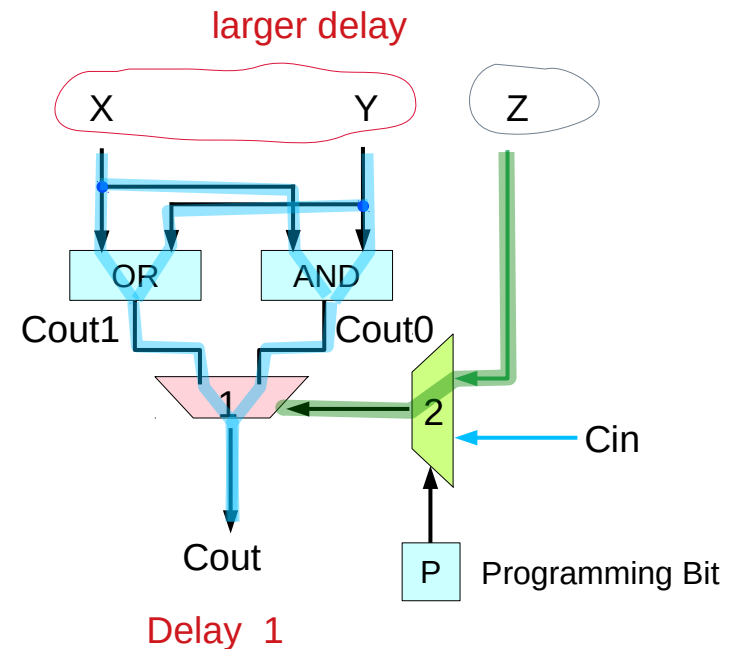 larger delay
X Y Z
OR AND
Cout1 Cout0
1 2
Cin
Cout
P Programming Bit
Delay 1